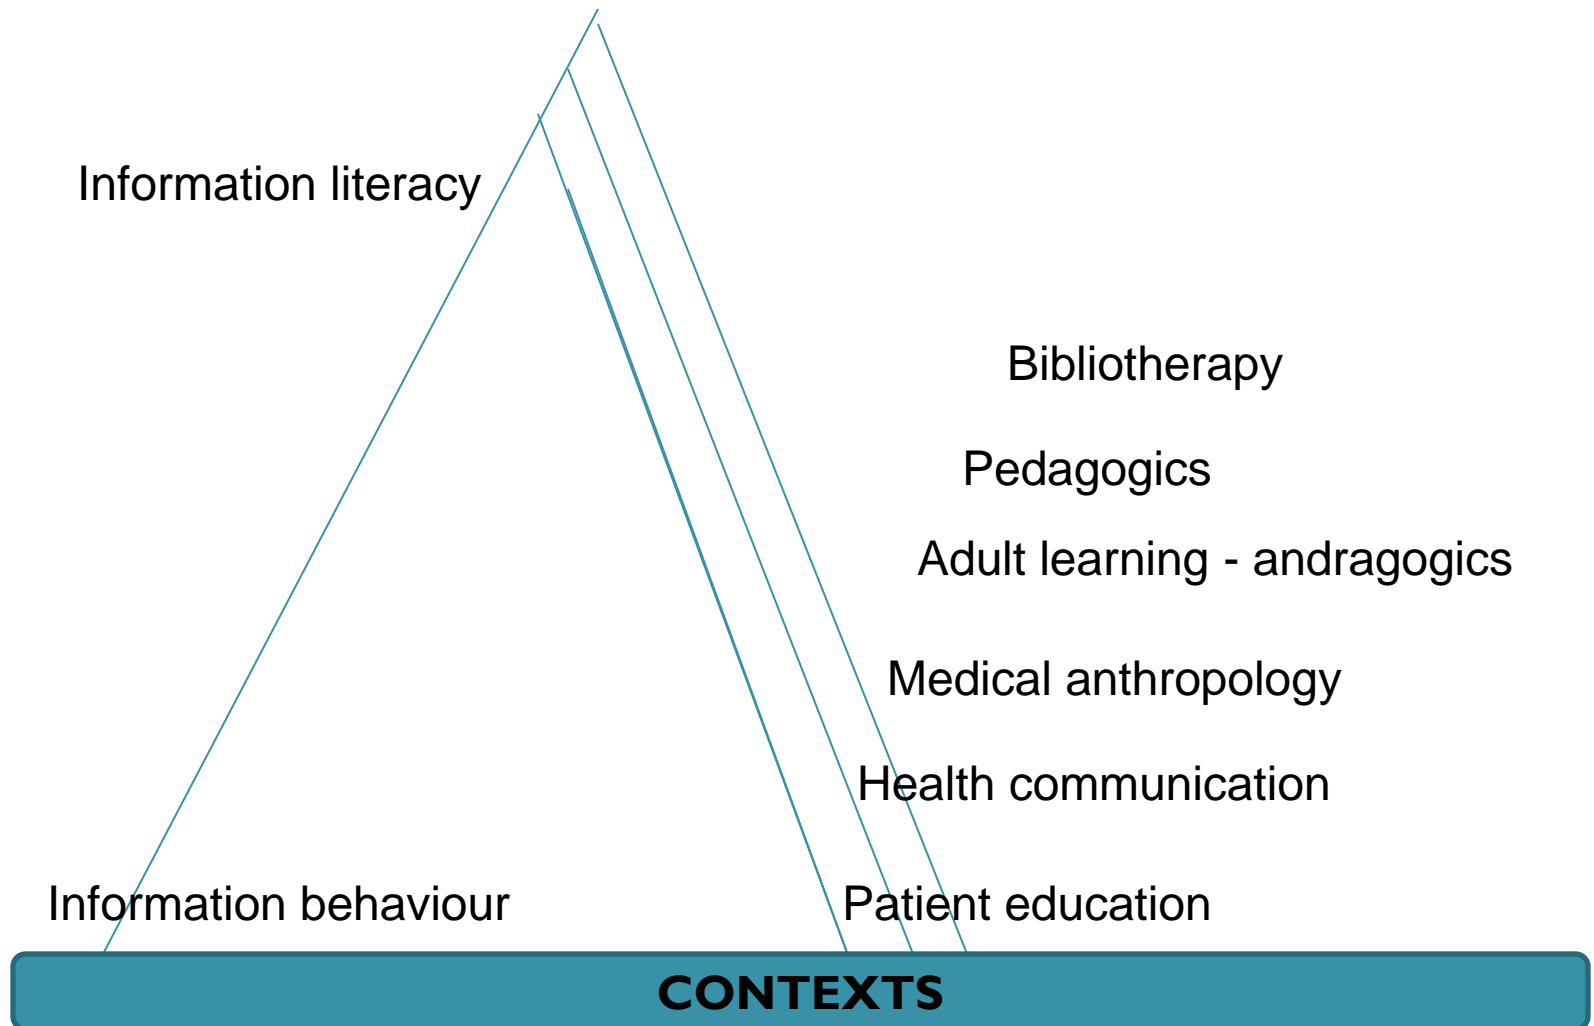 Information literacy
Bibliotherapy
Pedagogics
Adult learning - andragogics
Medical anthropology
Health communication
Information behaviour
Patient education
CONTEXTS